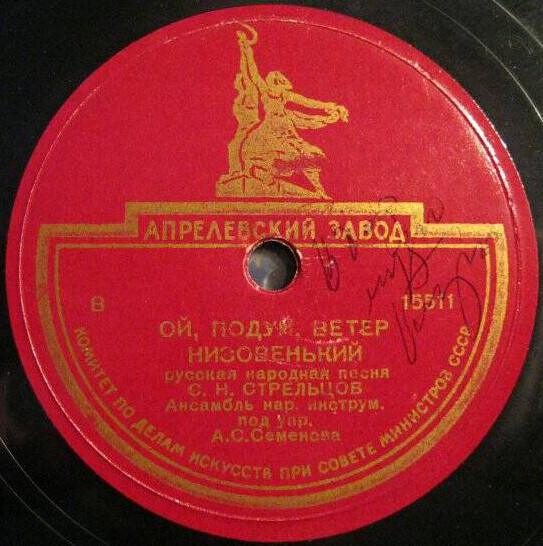 АПРЕЛЕВСКИЙ ЗАВОД
В 15511
ОЙ, ПОДУЙ, ВЕТЕР
НИЗОВЕНЬКИЙ
русская народная песня
С. Н. СТРЕЛЬЦОВ
Ансамбль нар. инструм.
под упр.
А.С.Семенова
КОМИТЕТ ПО ДЕЛАМ ИСКУССТВ ПРИ СОВЕТЕ МИНИСТРОВ СССР